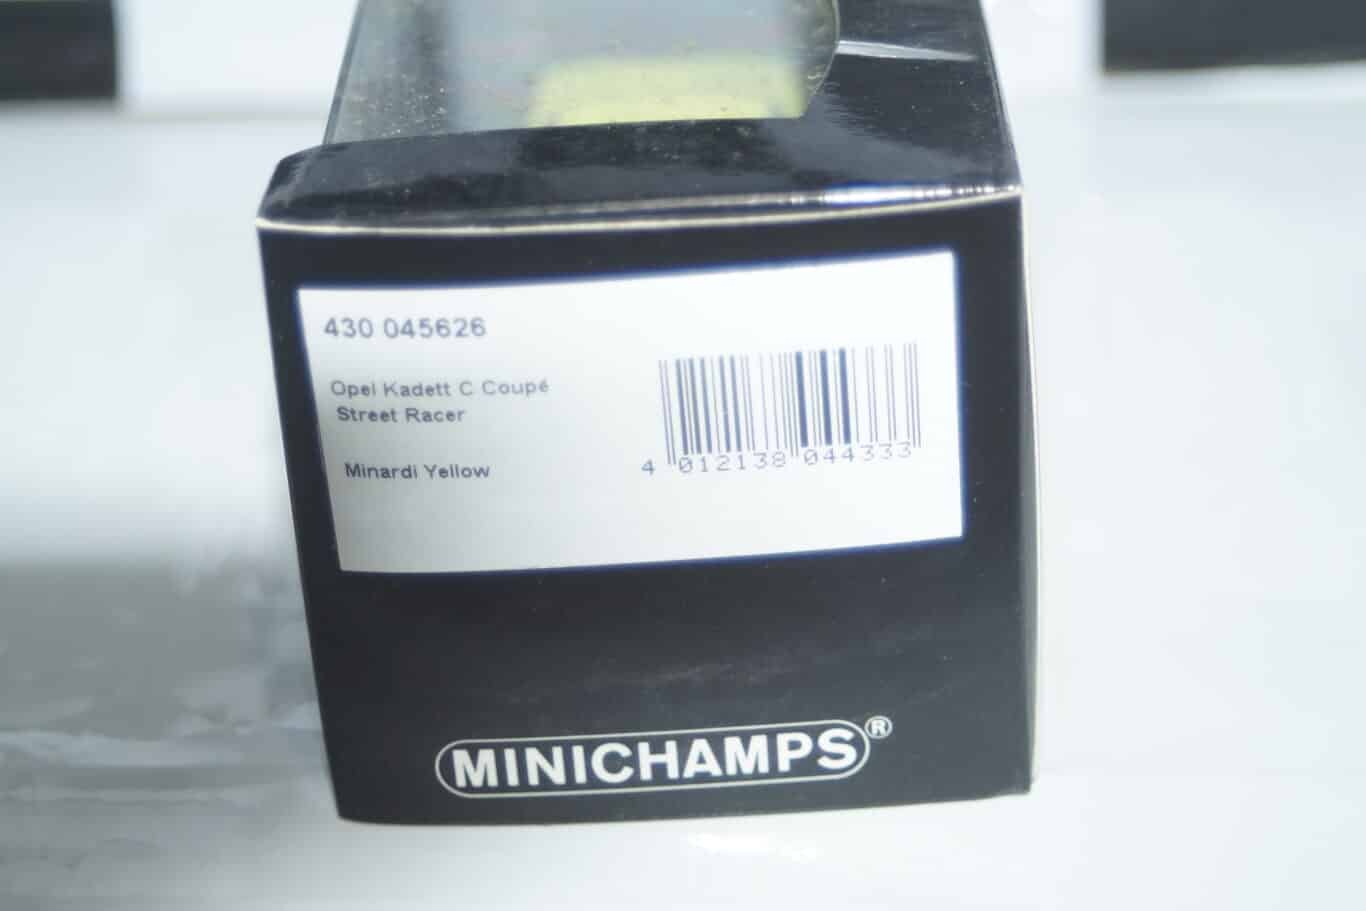 430 045626
Opel Kadett C Coupé
Street Racer
Minardi Yellow
4 012138 044333
MINICHAMPS®